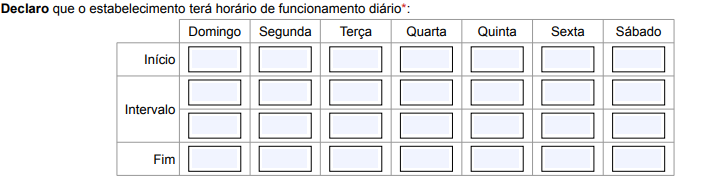 Declaro que o estabelecimento terá horário de funcionamento diário*:
Domingo Segunda Terça Quarta Quinta Sexta Sábado
Início
Intervalo
Fim